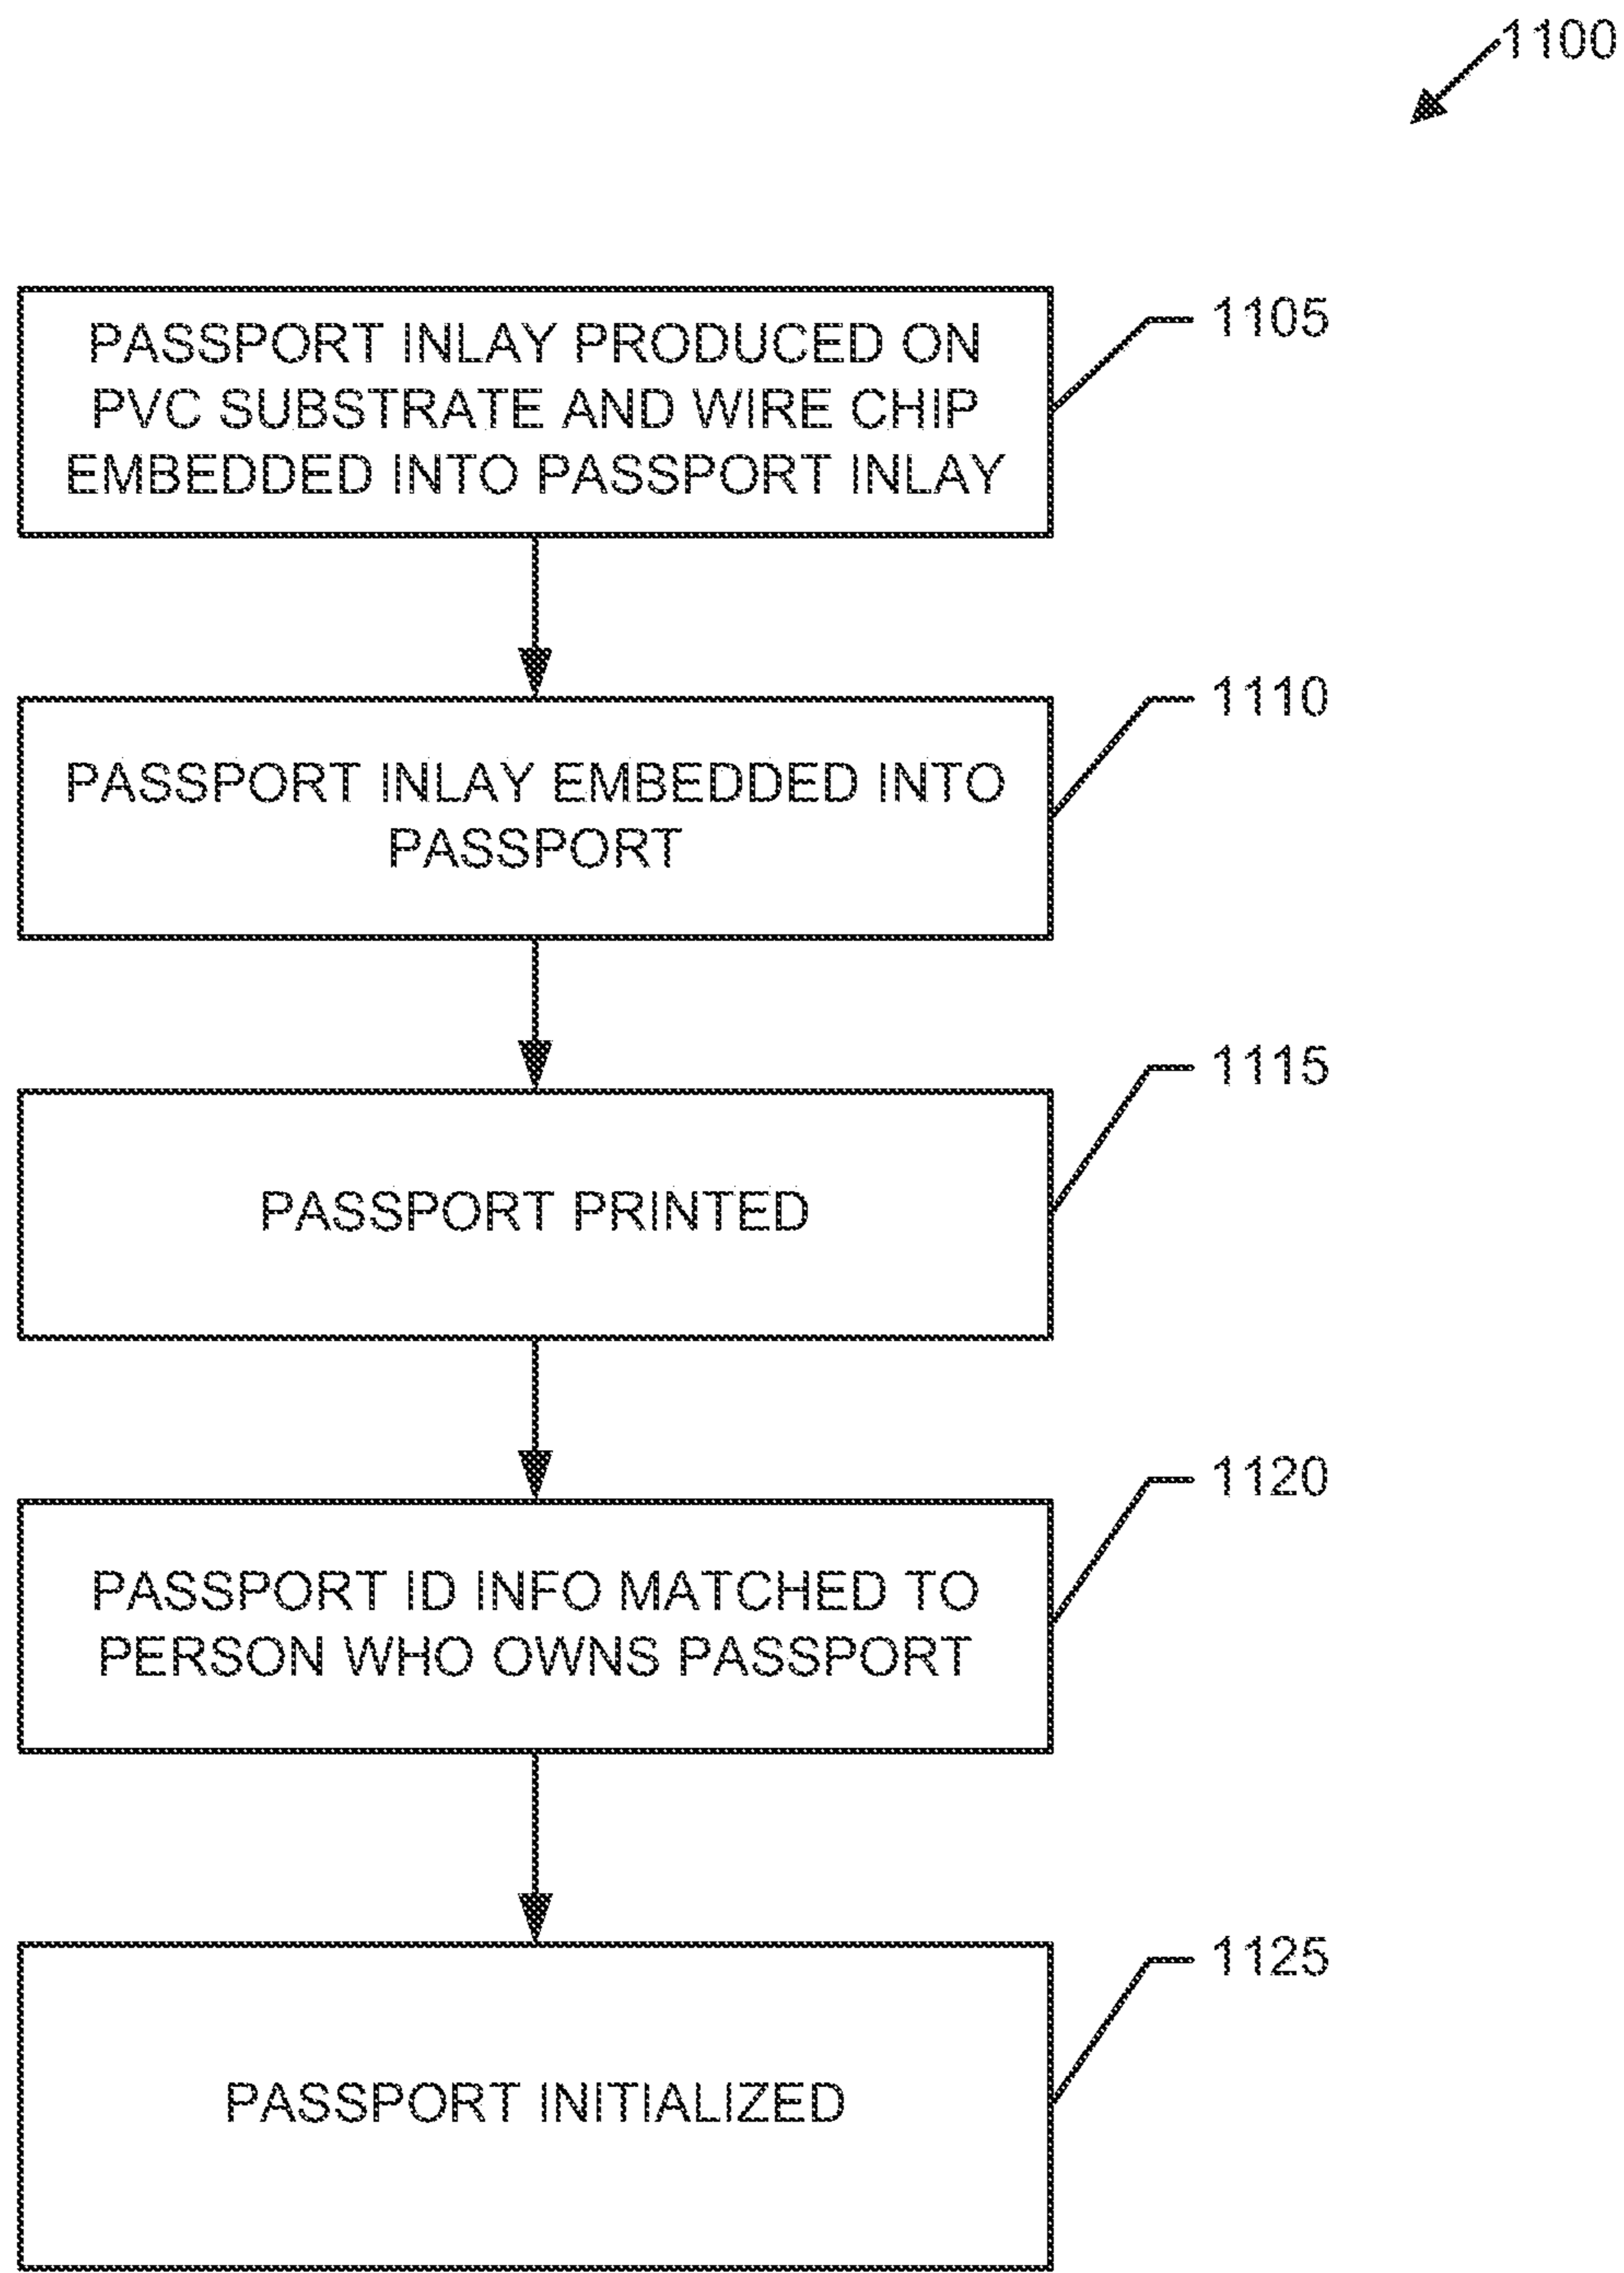 1100
PASSPORT INLAY PRODUCED ON
PVC SUBSTRATE AND WIRE CHIP
EMBEDDED INTO PASSPORT INLAY
1105
PASSPORT INLAY EMBEDDED INTO
PASSPORT
1110
PASSPORT PRINTED
1115
PASSPORT ID INFO MATCHED TO
PERSON WHO OWNS PASSPORT
1120
PASSPORT INITIALIZED
1125